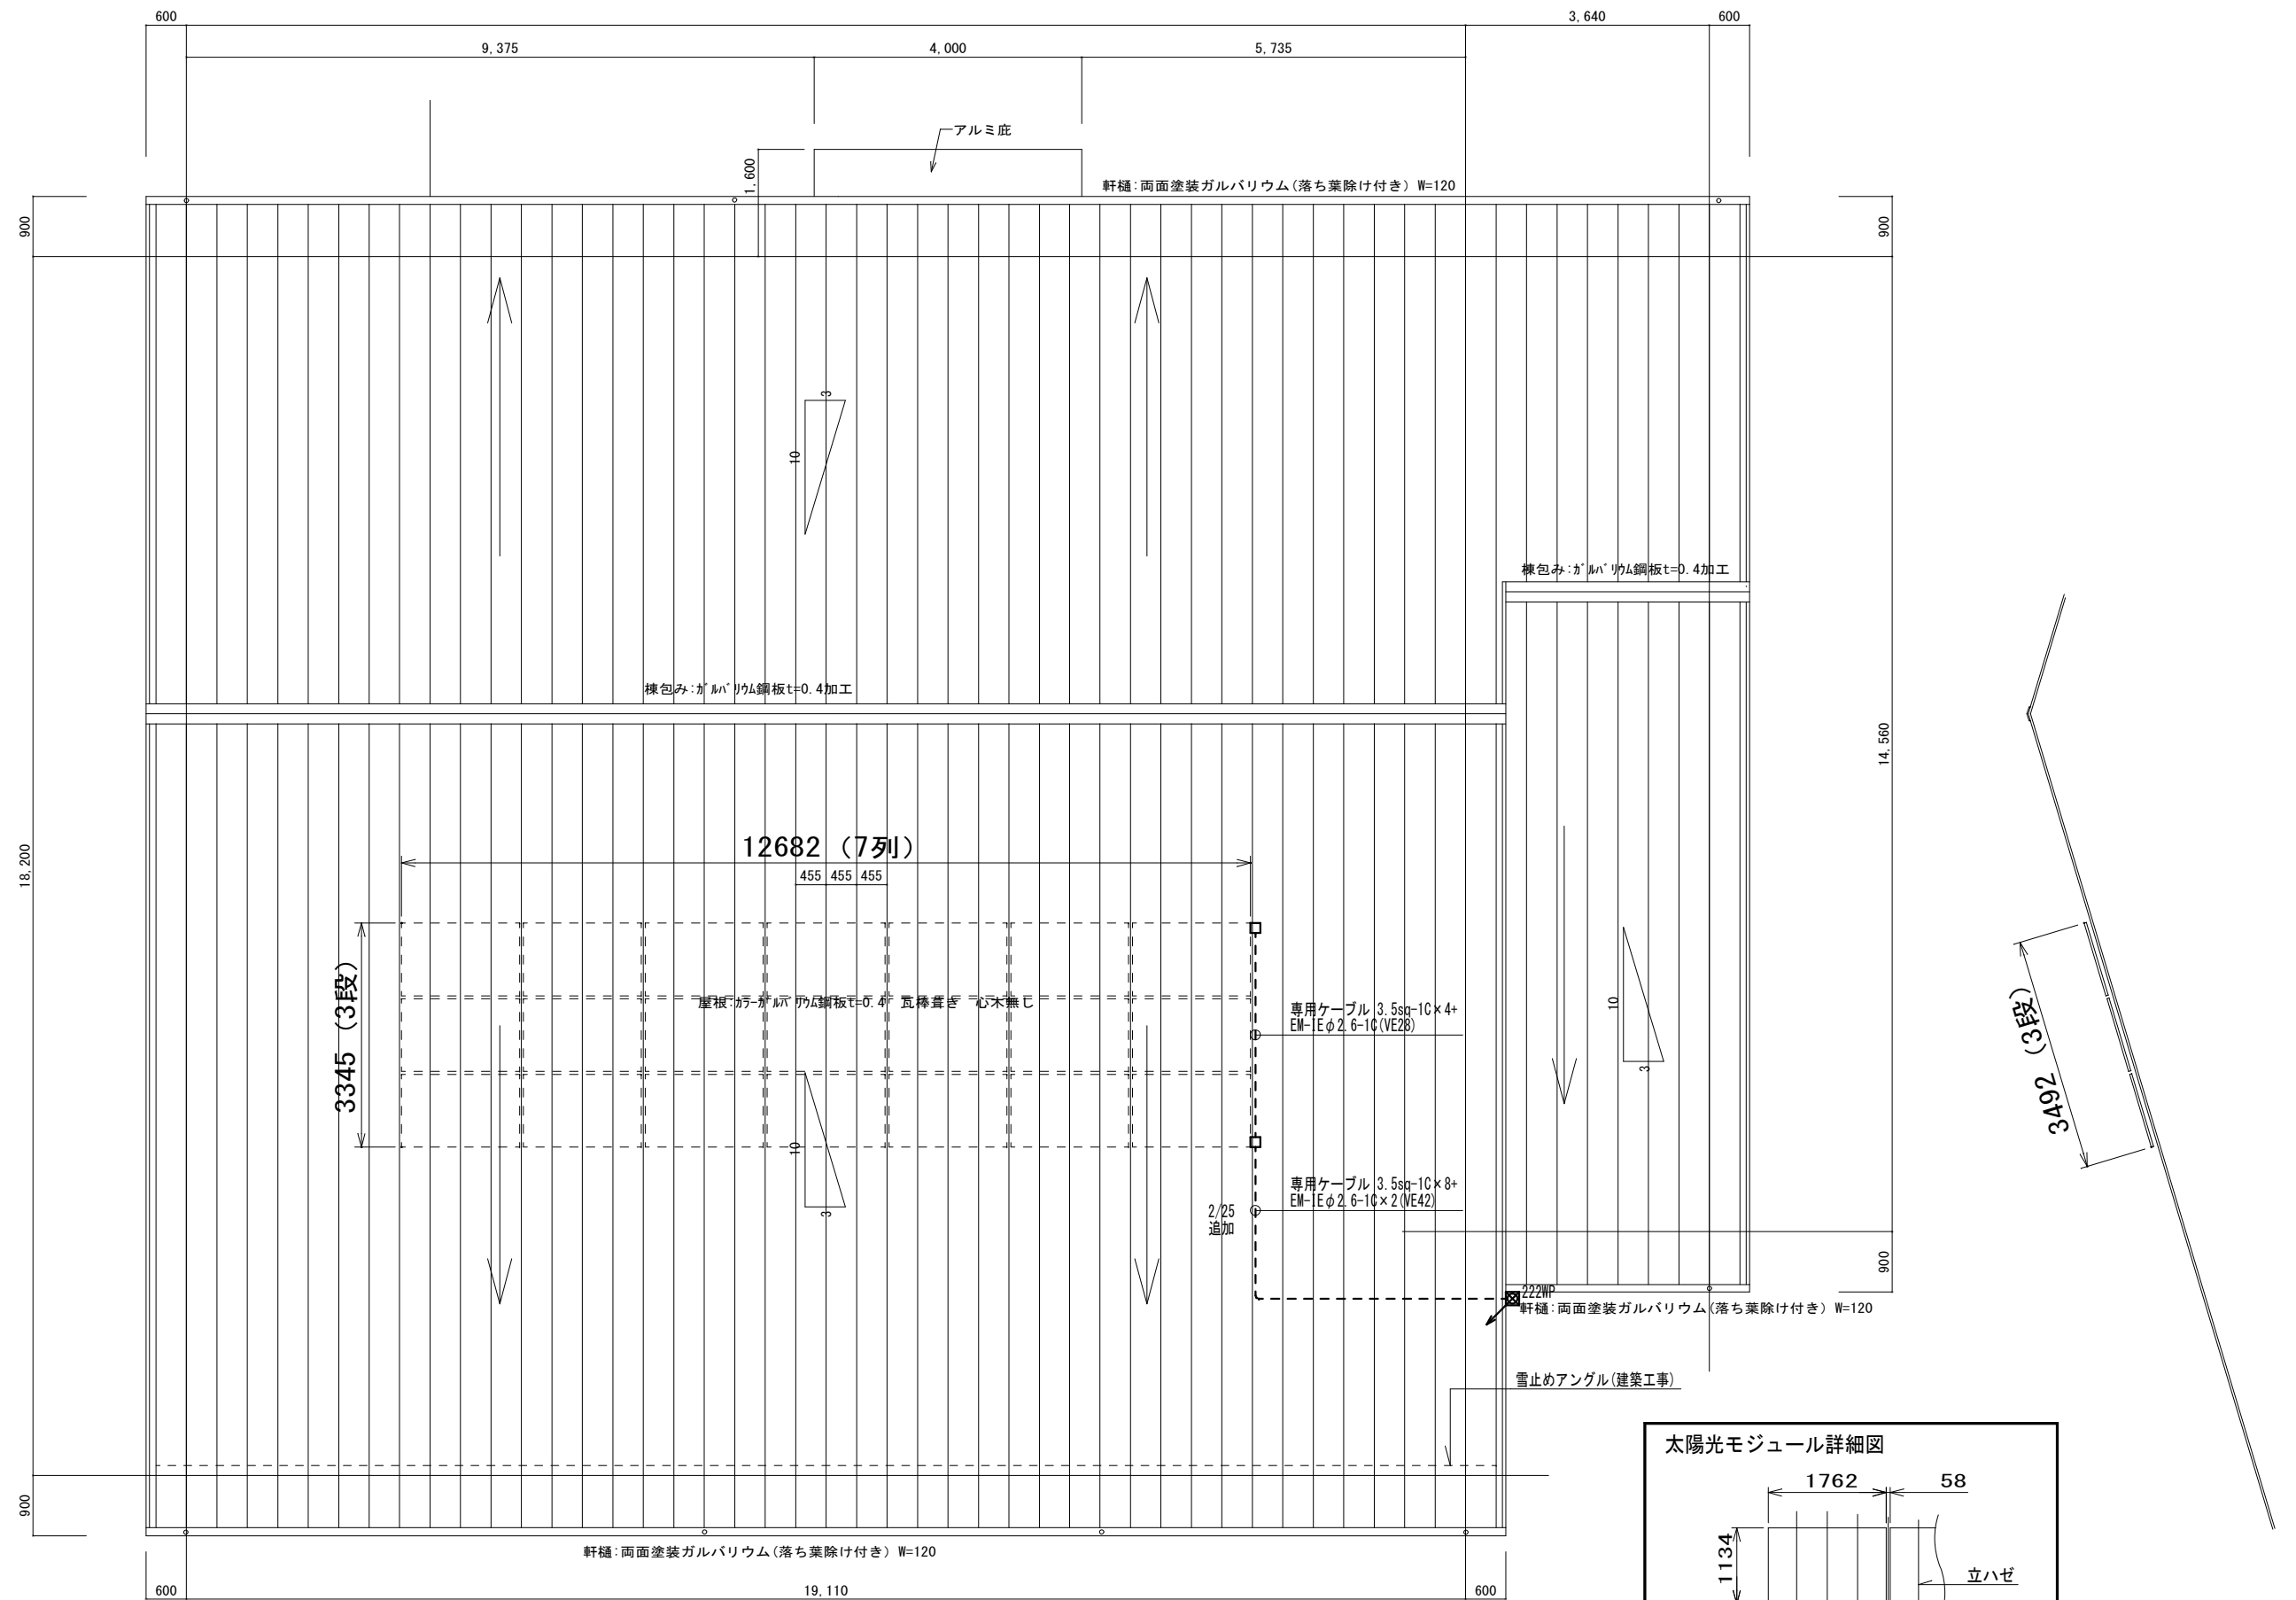 600
3,640
600
9,375
4,000
5,735
アルミ庇
1,600
軒樋:両面塗装ガルバリウム(落ち葉除け付き) W=120
900
900
3
10
棟包み:ｶﾞﾙﾊﾞﾘｳﾑ鋼板t=0.4加工
棟包み:ｶﾞﾙﾊﾞﾘｳﾑ鋼板t=0.4加工
14,560
18,200
12682 (7列)
455 455 455
3345 (3段)
屋根:ｶﾗｰｶﾞﾙﾊﾞﾘｳﾑ鋼板t=0.4 瓦棒葺き 心木無し
専用ケーブル 3.5sq-1C×4+
EM-IEφ2.6-1C(VE28)
10
3
3492 (3段)
10
3
専用ケーブル 3.5sq-1C×8+
EM-IEφ2.6-1C×2(VE42)
2/25
追加
900
222WP
軒樋:両面塗装ガルバリウム(落ち葉除け付き) W=120
雪止めアングル(建築工事)
太陽光モジュール詳細図
1762
58
1134
立ハゼ
900
軒樋:両面塗装ガルバリウム(落ち葉除け付き) W=120
600
19,110
600